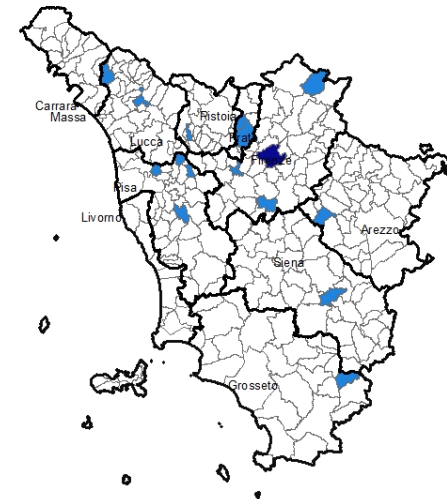 Carrara
Massa
Pistoia
Prato
Lucca
Firenze
Pisa
Livorno
Arezzo
Siena
Grosseto